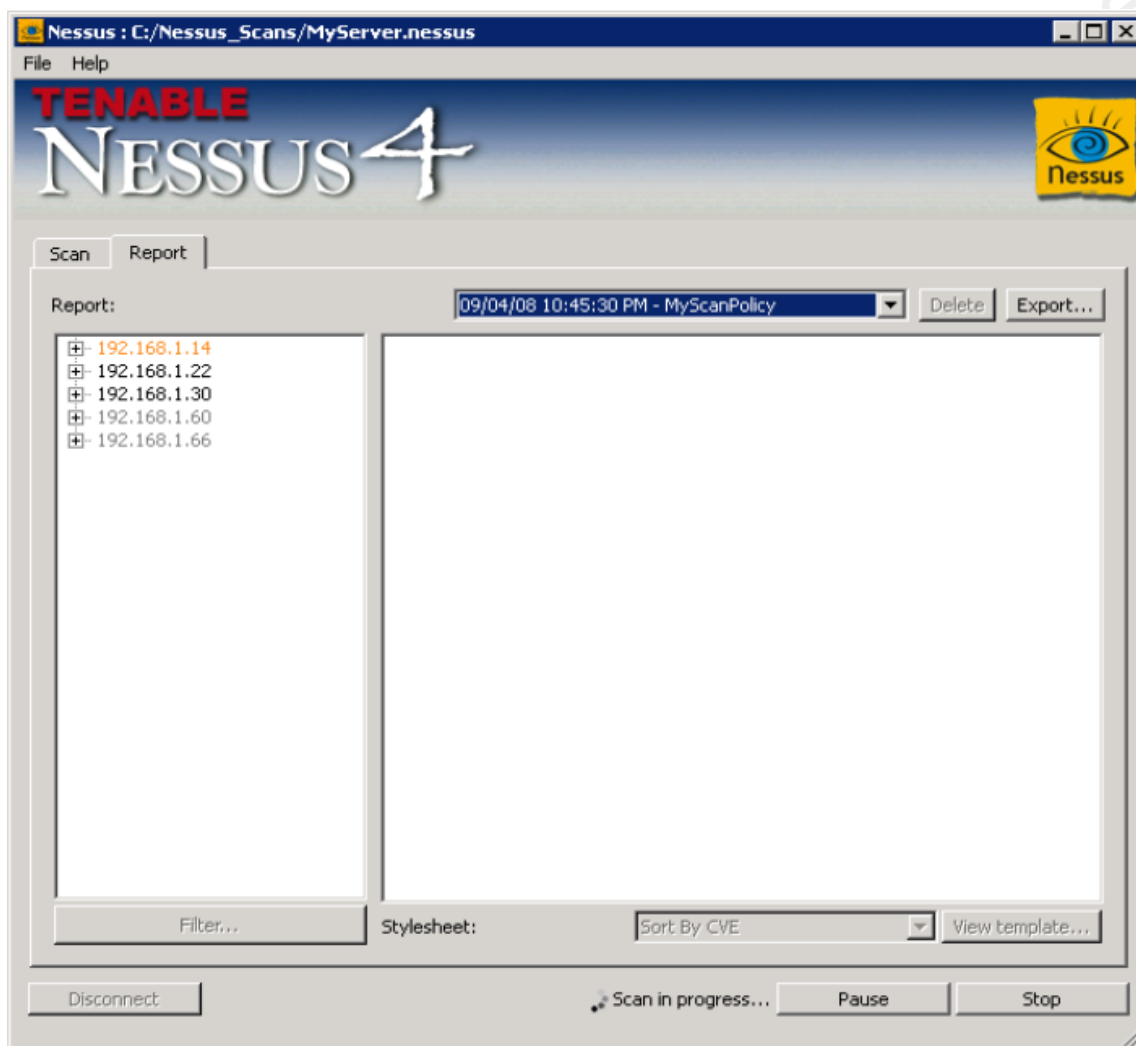 Nessus : C:/Nessus_Scans/MyServer.nessus
File Help
TENABLE
NESSUS 4
Nessus
Scan Report
Report: 09/04/08 10:45:30 PM - MyScanPolicy Delete Export...
192.168.1.14
192.168.1.22
192.168.1.30
192.168.1.60
192.168.1.66
Filter... Stylesheet: Sort By CVE View template...
Disconnect Scan in progress... Pause Stop